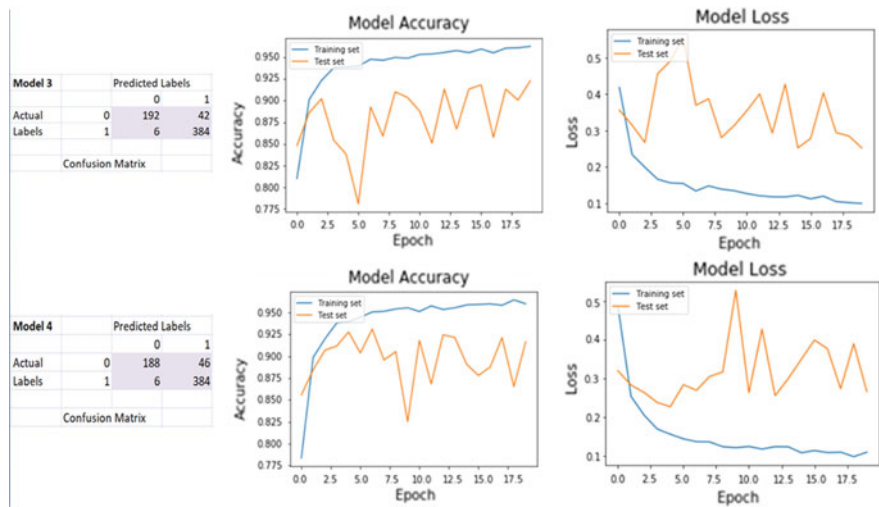 Model 3 Predicted Labels
0 1
Actual 0 192 42
Labels 1 6 384
Confusion Matrix
Model Accuracy
Training set
Test set
0.950
0.925
0.900
0.875
0.850
0.825
0.800
0.775
Accuracy
0.0 2.5 5.0 7.5 10.0 12.5 15.0 17.5
Epoch
Model Loss
Training set
Test set
0.5
0.4
0.3
0.2
0.1
Loss
0.0 2.5 5.0 7.5 10.0 12.5 15.0 17.5
Epoch
Model 4 Predicted Labels
0 1
Actual 0 188 46
Labels 1 6 384
Confusion Matrix
Model Accuracy
Training set
Test set
0.950
0.925
0.900
0.875
0.850
0.825
0.800
0.775
Accuracy
0.0 2.5 5.0 7.5 10.0 12.5 15.0 17.5
Epoch
Model Loss
Training set
Test set
0.5
0.4
0.3
0.2
0.1
Loss
0.0 2.5 5.0 7.5 10.0 12.5 15.0 17.5
Epoch